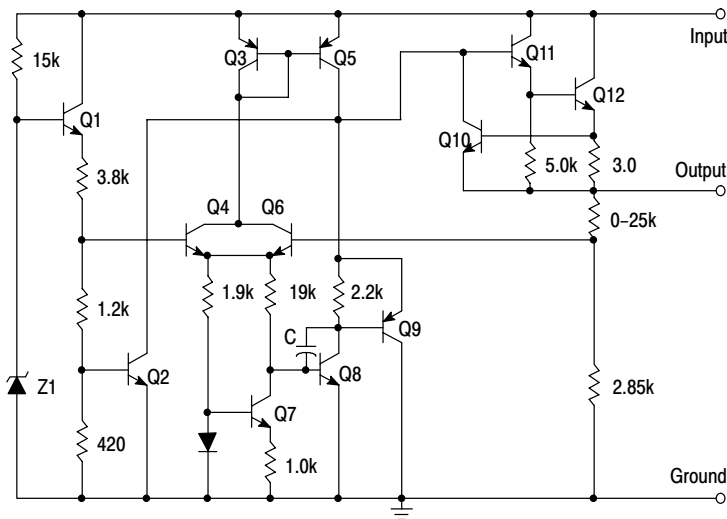 Input
15k
Q3
Q5
Q11
Q12
Q1
Q10
3.8k
5.0k
3.0
Output
Q4
Q6
0–25k
1.2k
1.9k
19k
2.2k
C
Q9
Z1
Q2
Q8
2.85k
Q7
420
1.0k
Ground